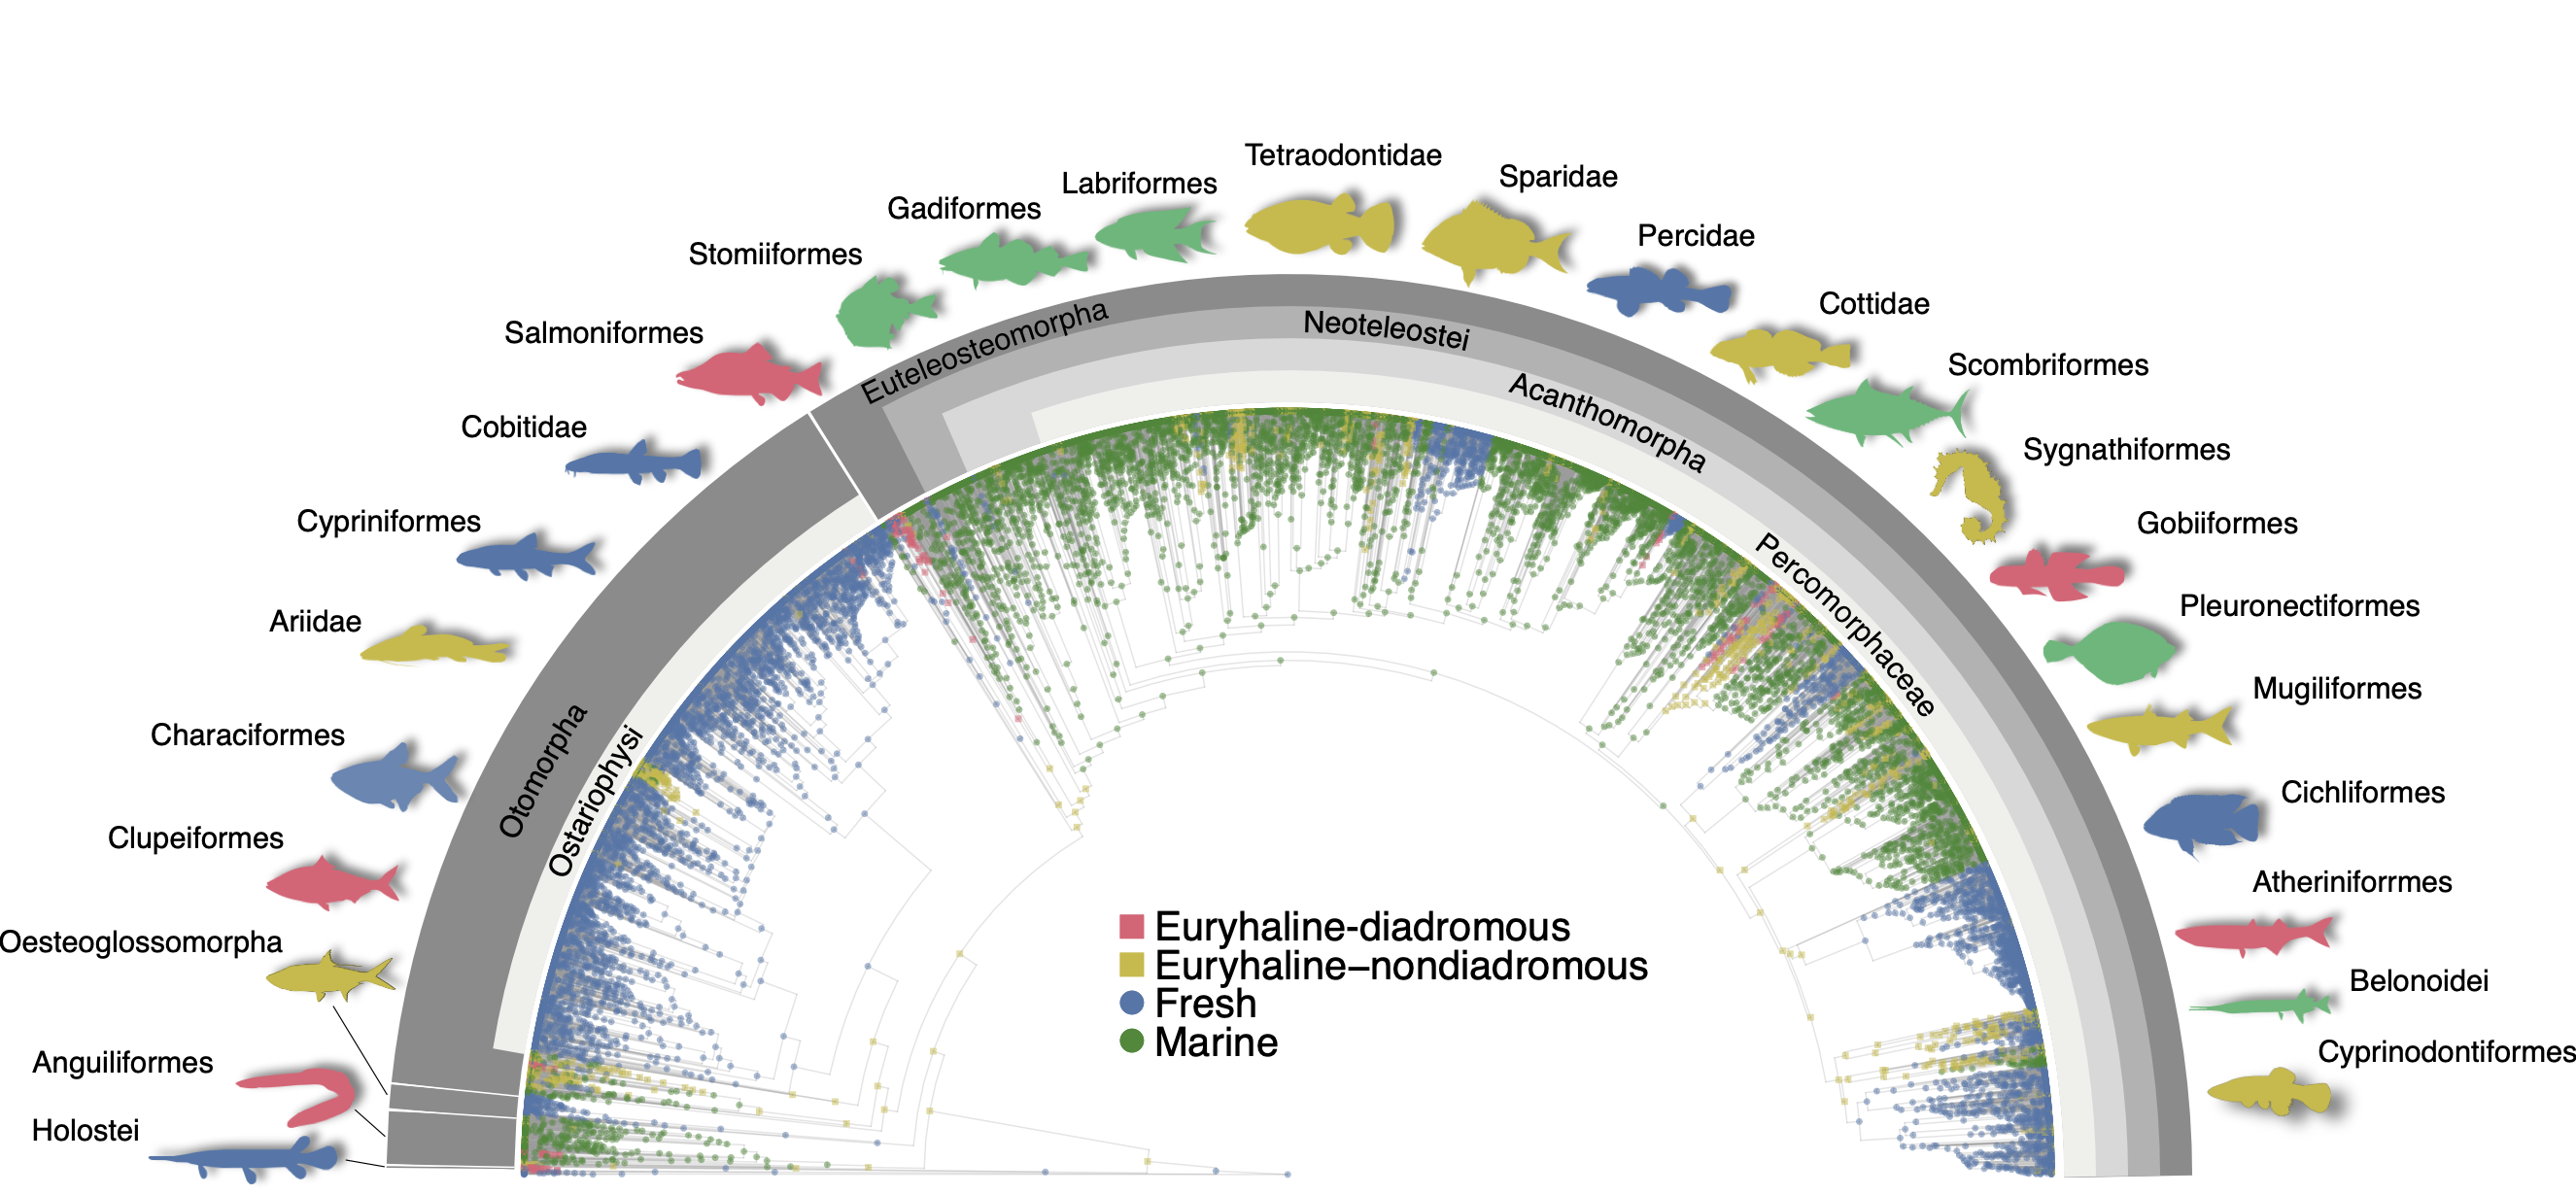 Tetraodontidae
Sparidae
Labriformes
Gadiformes
Percidae
Stomiiformes
Cottidae
Salmoniformes
Scombriformes
Euteleosteomorpha
Neoteleostei
Acanthomorpha
Cobitidae
Sygnathiformes
Cypriniformes
Gobiiformes
Percomorphaceae
Ariidae
Pleuronectiformes
Mugiliformes
Otomorpha
Ostariophysi
Characiformes
Cichliformes
Clupeiformes
Atheriniforrmes
Oesteoglossomorpha
Euryhaline-diadromous
Euryhaline–nondiadromous
Fresh
Marine
Belonoidei
Cyprinodontiformes
Anguiliformes
Holostei